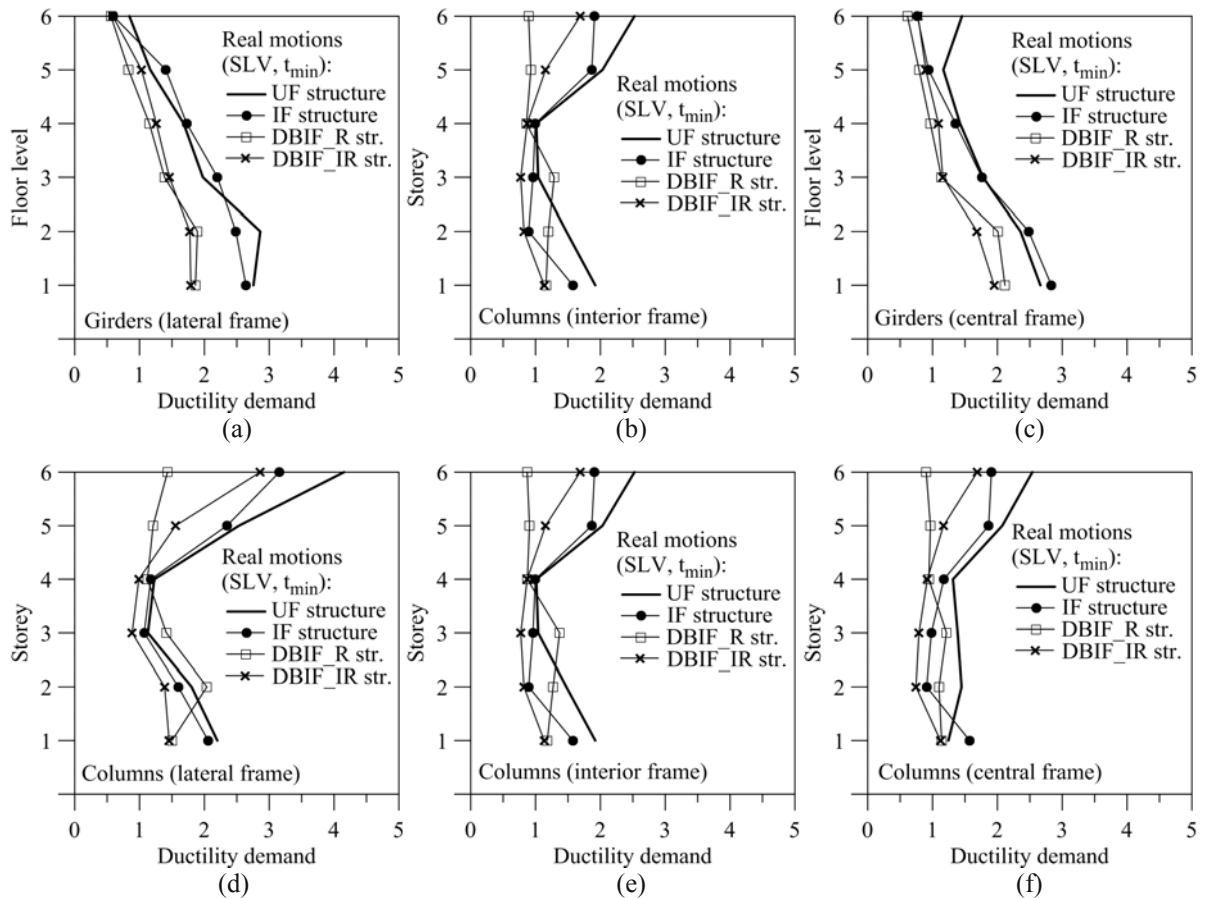 6
5
4
3
2
1
Floor level
Real motions
(SLV, t_min):
UF structure
IF structure
DBIF_R str.
DBIF_IR str.
Girders (lateral frame)
0 1 2 3 4 5
Ductility demand
(a)
6
5
4
3
2
1
Storey
Real motions
(SLV, t_min):
UF structure
IF structure
DBIF_R str.
DBIF_IR str.
Columns (interior frame)
0 1 2 3 4 5
Ductility demand
(b)
6
5
4
3
2
1
Floor level
Real motions
(SLV, t_min):
UF structure
IF structure
DBIF_R str.
DBIF_IR str.
Girders (central frame)
0 1 2 3 4 5
Ductility demand
(c)
6
5
4
3
2
1
Storey
Real motions
(SLV, t_min):
UF structure
IF structure
DBIF_R str.
DBIF_IR str.
Columns (lateral frame)
0 1 2 3 4 5
Ductility demand
(d)
6
5
4
3
2
1
Storey
Real motions
(SLV, t_min):
UF structure
IF structure
DBIF_R str.
DBIF_IR str.
Columns (interior frame)
0 1 2 3 4 5
Ductility demand
(e)
6
5
4
3
2
1
Storey
Real motions
(SLV, t_min):
UF structure
IF structure
DBIF_R str.
DBIF_IR str.
Columns (central frame)
0 1 2 3 4 5
Ductility demand
(f)